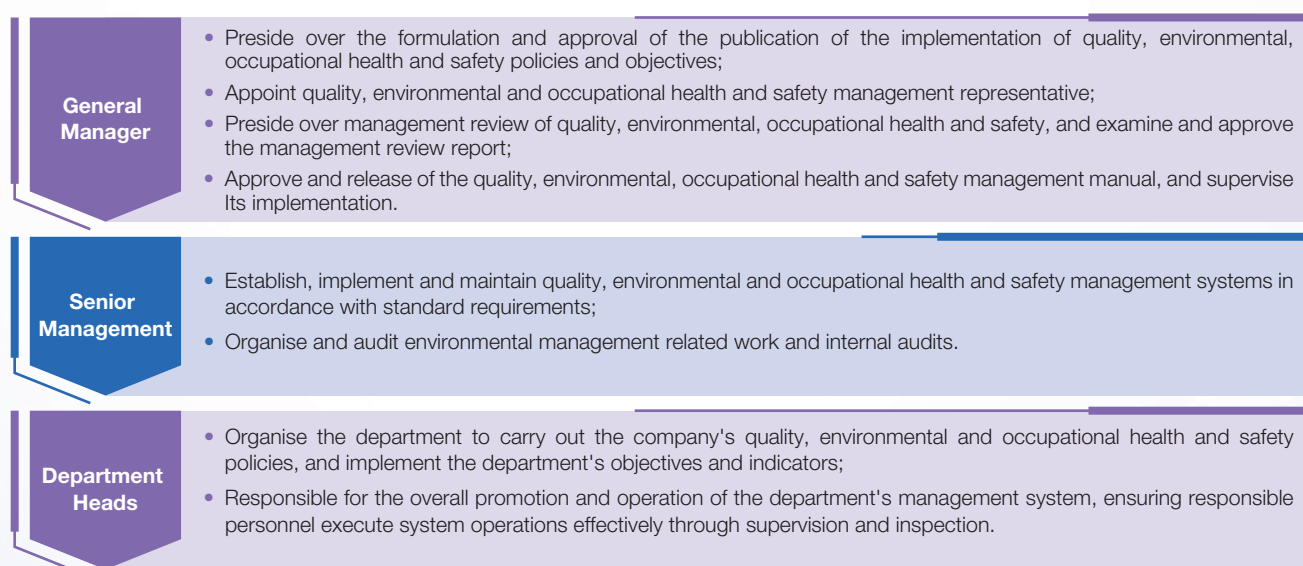 General
Manager
• Preside over the formulation and approval of the publication of the implementation of quality, environmental,
occupational health and safety policies and objectives;
• Appoint quality, environmental and occupational health and safety management representative;
• Preside over management review of quality, environmental, occupational health and safety, and examine and approve
the management review report;
• Approve and release of the quality, environmental, occupational health and safety management manual, and supervise
Its implementation.
Senior
Management
• Establish, implement and maintain quality, environmental and occupational health and safety management systems in
accordance with standard requirements;
• Organise and audit environmental management related work and internal audits.
Department
Heads
• Organise the department to carry out the company's quality, environmental and occupational health and safety
policies, and implement the department's objectives and indicators;
• Responsible for the overall promotion and operation of the department's management system, ensuring responsible
personnel execute system operations effectively through supervision and inspection.